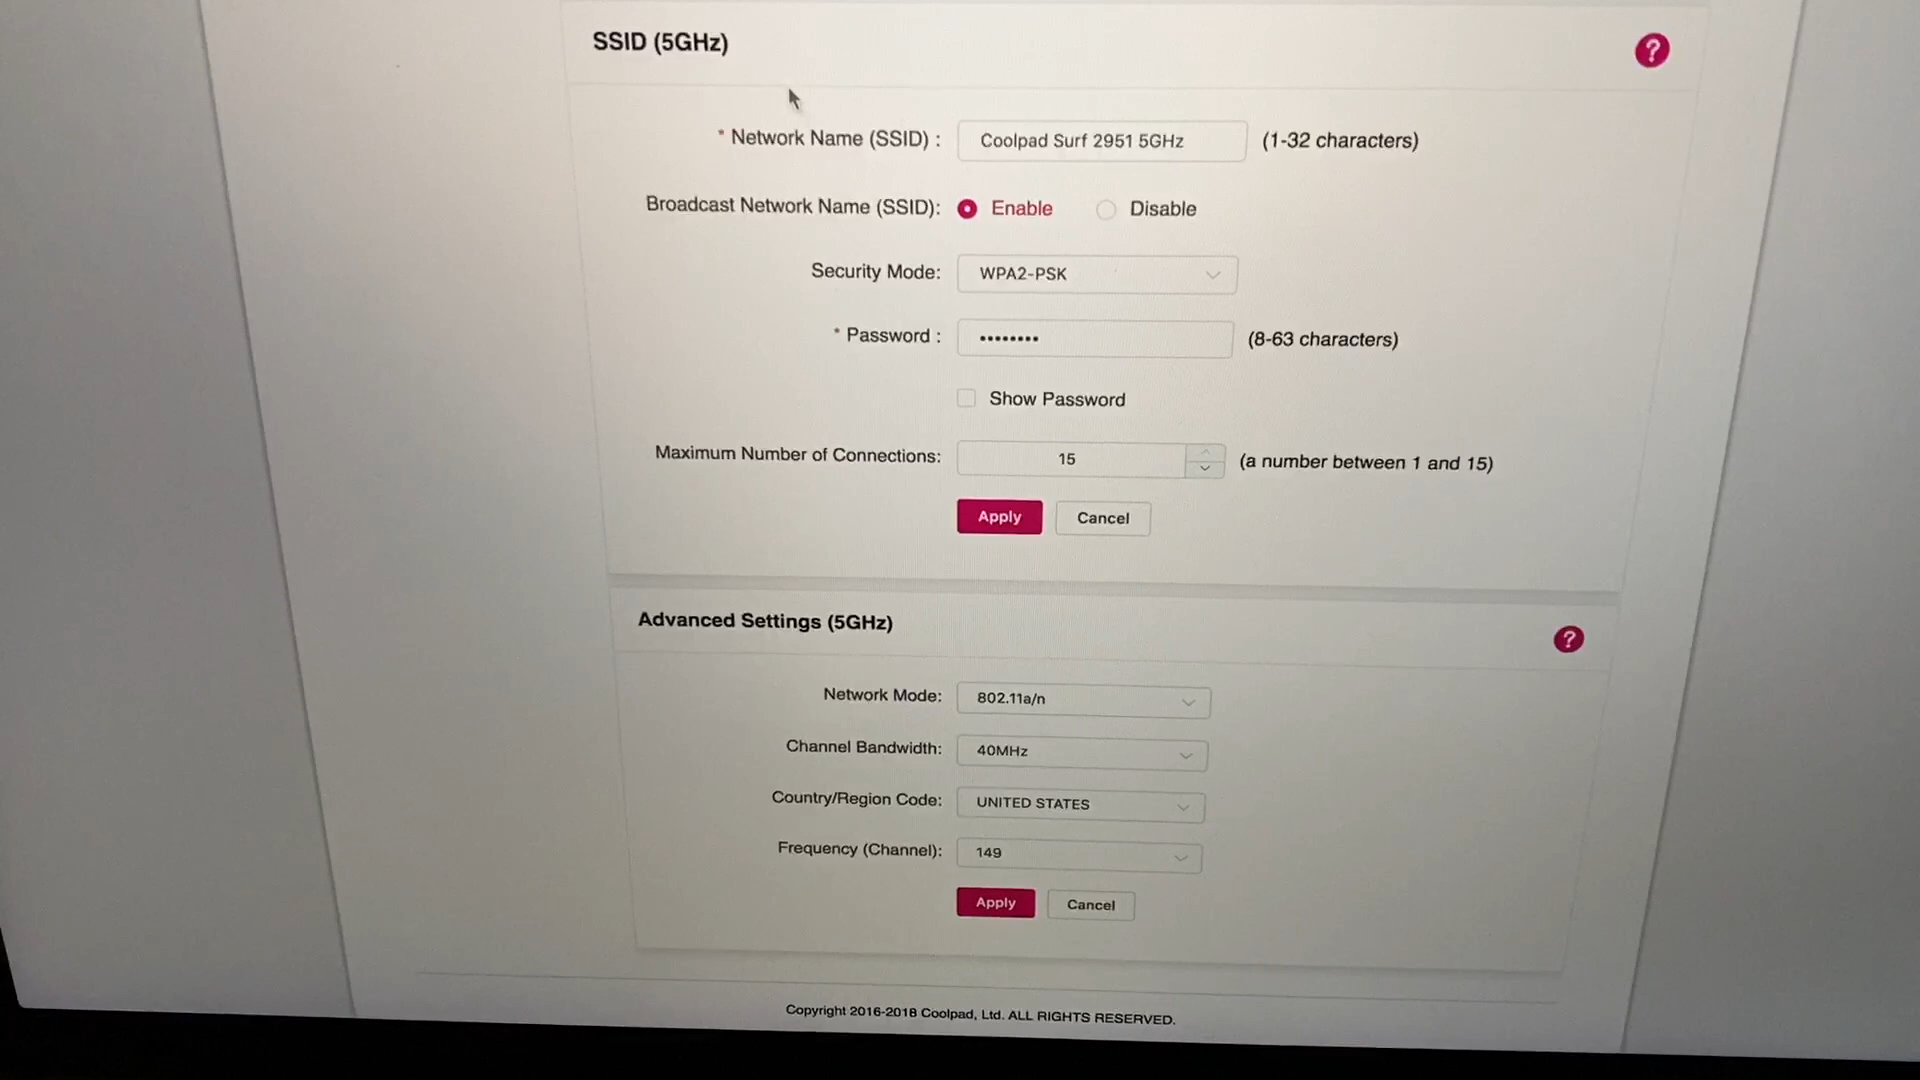 SSID (5GHz)
?
* Network Name (SSID) : Coolpad Surf 2951 5GHz (1-32 characters)
Broadcast Network Name (SSID): Enable Disable
Security Mode: WPA2-PSK
* Password : •••••••• (8-63 characters)
Show Password
Maximum Number of Connections: 15 (a number between 1 and 15)
Apply Cancel
Advanced Settings (5GHz)
?
Network Mode: 802.11a/n
Channel Bandwidth: 40MHz
Country/Region Code: UNITED STATES
Frequency (Channel): 149
Apply Cancel
Copyright 2016-2018 Coolpad, Ltd. ALL RIGHTS RESERVED.